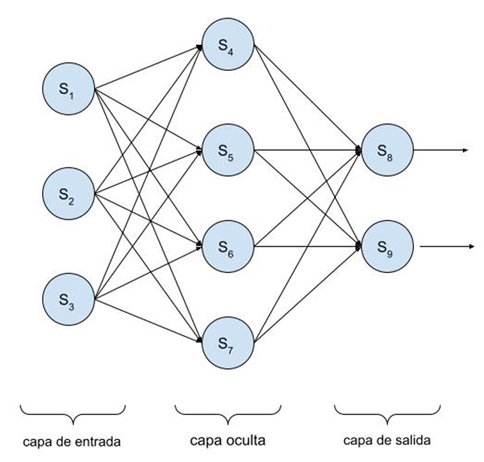 S1
S2
S3
S4
S5
S6
S7
S8
S9
capa de entrada
capa oculta
capa de salida